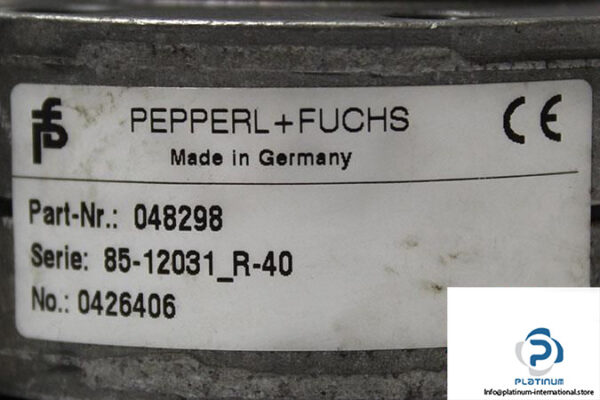 PEPPERL+FUCHS
Made in Germany
CE
Part-Nr.: 048298
Serie: 85-12031_R-40
No.: 0426406
PLATINUM
Info@platinum-international.store